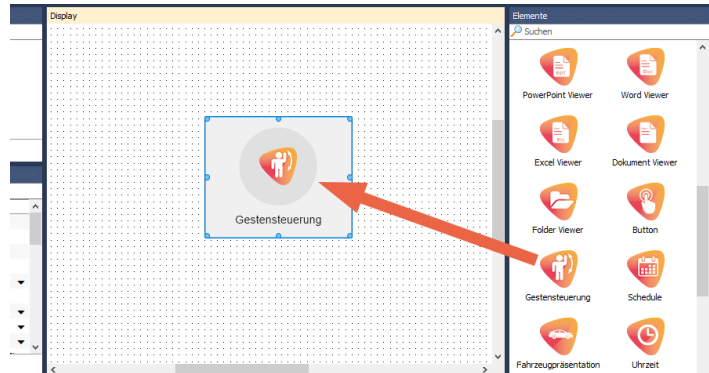 Display
Gestensteuerung
Elemente
Suchen
PowerPoint Viewer
Word Viewer
Excel Viewer
Dokument Viewer
Folder Viewer
Button
Gestensteuerung
Schedule
Fahrzeugpräsentation
Uhrzeit